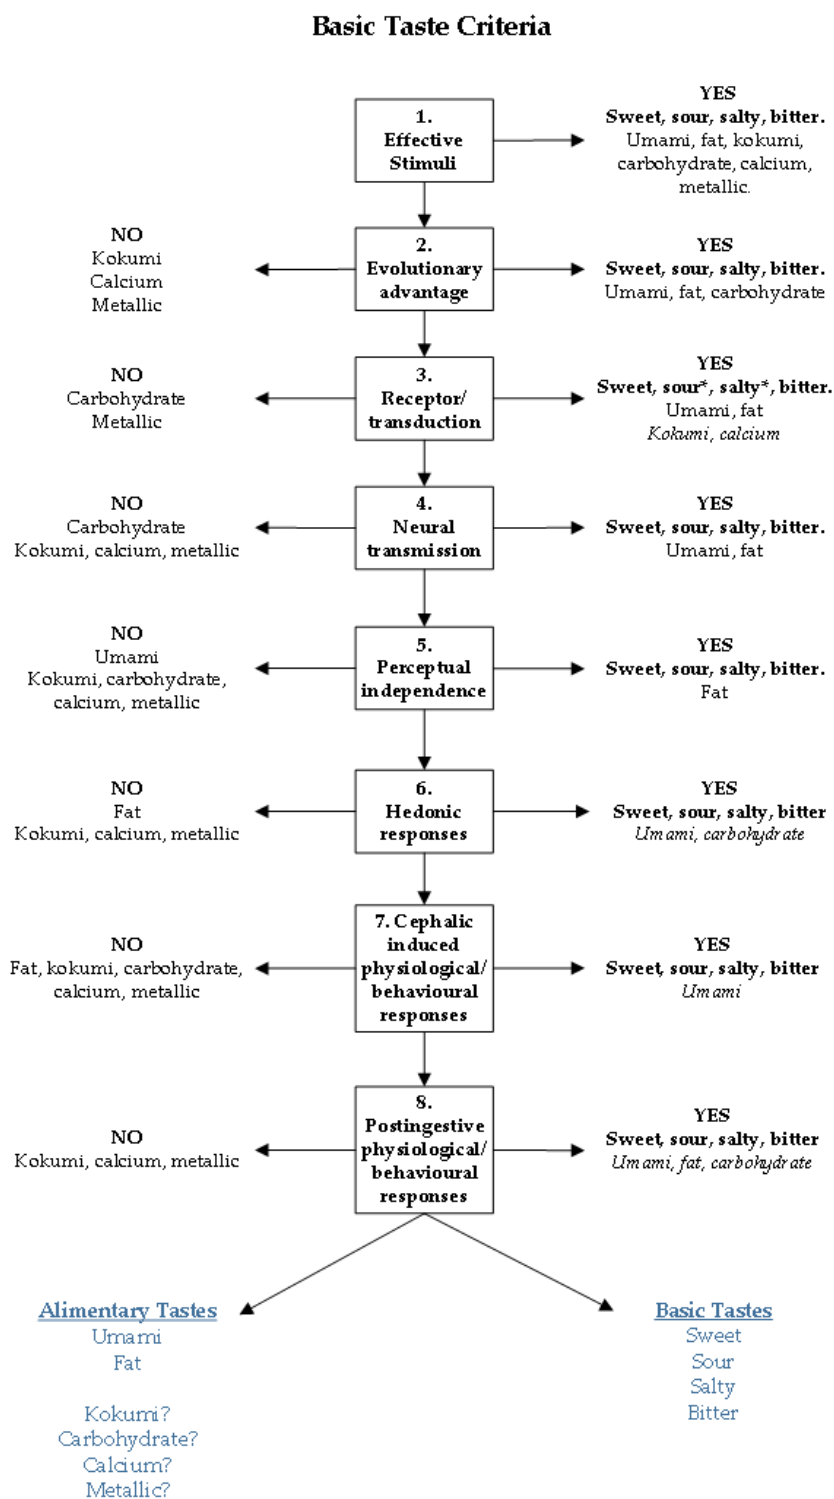 Basic Taste Criteria
1.
Effective
Stimuli
YES
Sweet, sour, salty, bitter.
Umami, fat, kokumi,
carbohydrate, calcium,
metallic.
NO
Kokumi
Calcium
Metallic
2.
Evolutionary
advantage
YES
Sweet, sour, salty, bitter.
Umami, fat, carbohydrate
NO
Carbohydrate
Metallic
3.
Receptor/
transduction
YES
Sweet, sour*, salty*, bitter.
Umami, fat
Kokumi, calcium
NO
Carbohydrate
Kokumi, calcium, metallic
4.
Neural
transmission
YES
Sweet, sour, salty, bitter.
Umami, fat
NO
Umami
Kokumi, carbohydrate,
calcium, metallic
5.
Perceptual
independence
YES
Sweet, sour, salty, bitter.
Fat
NO
Fat
Kokumi, calcium, metallic
6.
Hedonic
responses
YES
Sweet, sour, salty, bitter
Umami, carbohydrate
NO
Fat, kokumi, carbohydrate,
calcium, metallic
7. Cephalic
induced
physiological/
behavioural
responses
YES
Sweet, sour, salty, bitter
Umami
NO
Kokumi, calcium, metallic
8.
Postingestive
physiological/
behavioural
responses
YES
Sweet, sour, salty, bitter
Umami, fat, carbohydrate
Alimentary Tastes
Umami
Fat
Kokumi?
Carbohydrate?
Calcium?
Metallic?
Basic Tastes
Sweet
Sour
Salty
Bitter